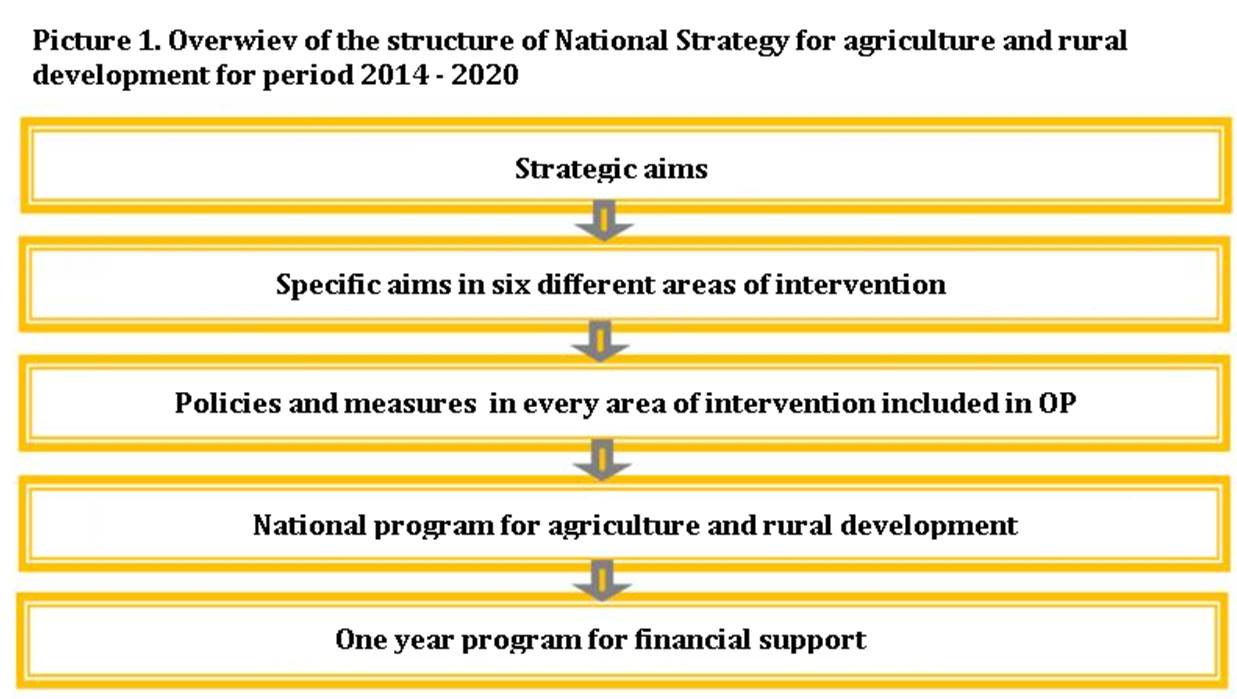 Picture 1. Overwiev of the structure of National Strategy for agriculture and rural
development for period 2014 - 2020
Strategic aims
Specific aims in six different areas of intervention
Policies and measures in every area of intervention included in OP
National program for agriculture and rural development
One year program for financial support